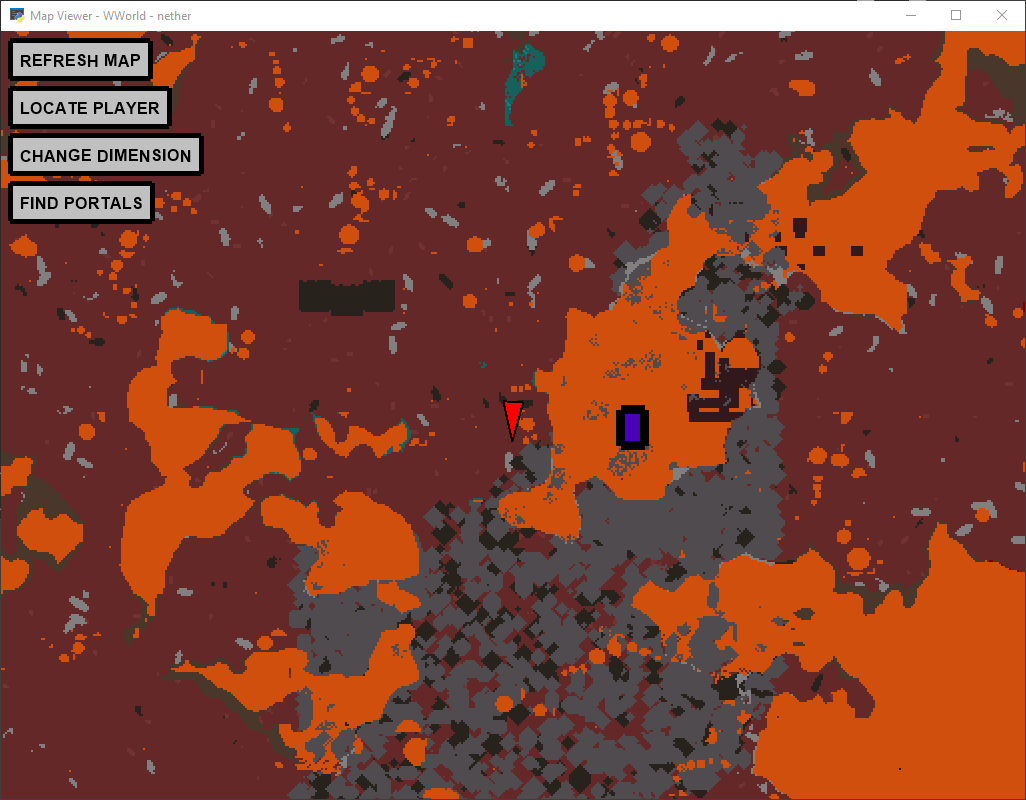 Map Viewer - WWorld - nether
REFRESH MAP
LOCATE PLAYER
CHANGE DIMENSION
FIND PORTALS